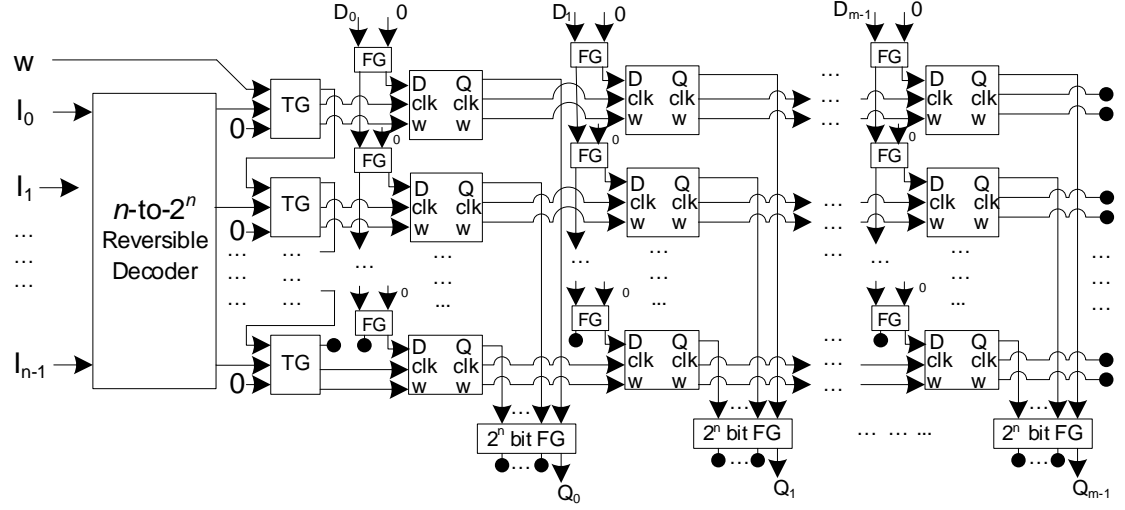 D₀ 0 D₁ 0 Dₘ₋₁ 0
FG FG FG
w
I₀
TG D Q clk clk w w D Q clk clk w w ... D Q clk clk w w
0 ... ...
0 0 0
FG FG FG
I₁
n-to-2ⁿ
Reversible
Decoder
TG D Q clk clk w w D Q clk clk w w ... D Q clk clk w w
0 ... ...
... ... ... ... ... ... ... ... ... ...
... ... ... ... ... ... ...
0 0 0
FG FG FG
Iₙ₋₁
TG D Q clk clk w w D Q clk clk w w ... D Q clk clk w w
0 ... ...
... ... ...
2ⁿ bit FG 2ⁿ bit FG ... ... ... 2ⁿ bit FG
... ... ...
Q₀ Q₁ Qₘ₋₁